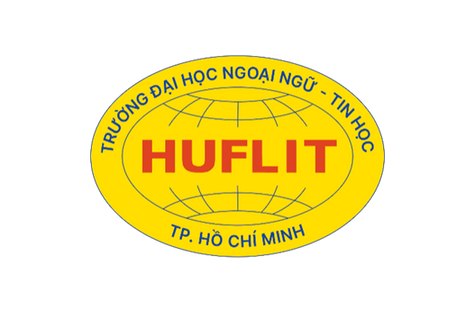 TRƯỜNG ĐẠI HỌC NGOẠI NGỮ - TIN HỌC
HUFLIT
TP. HỒ CHÍ MINH